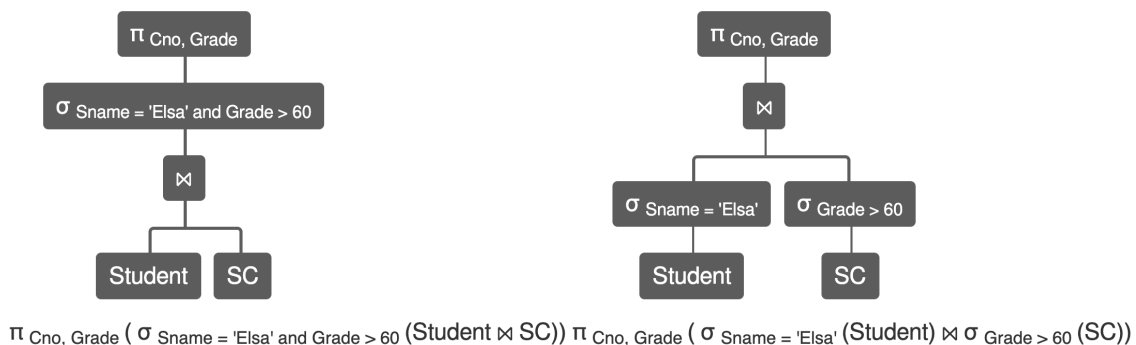 π Cno, Grade
σ Sname = 'Elsa' and Grade > 60
⋈
Student
SC
π Cno, Grade ( σ Sname = 'Elsa' and Grade > 60 (Student ⋈ SC))
π Cno, Grade
⋈
σ Sname = 'Elsa'
σ Grade > 60
Student
SC
π Cno, Grade ( σ Sname = 'Elsa' (Student) ⋈ σ Grade > 60 (SC))